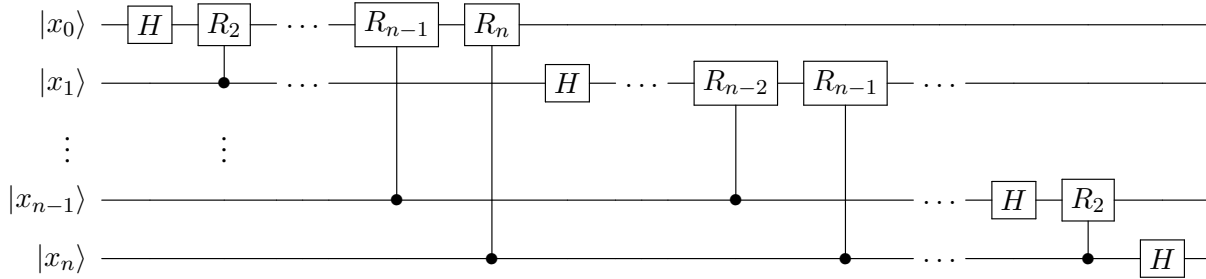 |x₀⟩ H R₂ ⋯ Rₙ₋₁ Rₙ
|x₁⟩ ⋯ H ⋯ Rₙ₋₂ Rₙ₋₁ ⋯
⋮ ⋮
|xₙ₋₁⟩ ⋯ H R₂
|xₙ⟩ ⋯ H